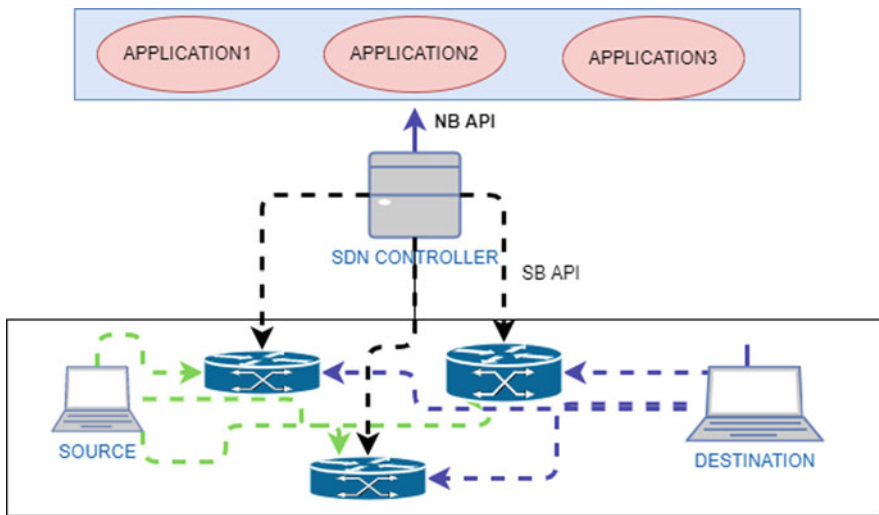 APPLICATION1
APPLICATION2
APPLICATION3
NB API
SDN CONTROLLER
SB API
SOURCE
DESTINATION